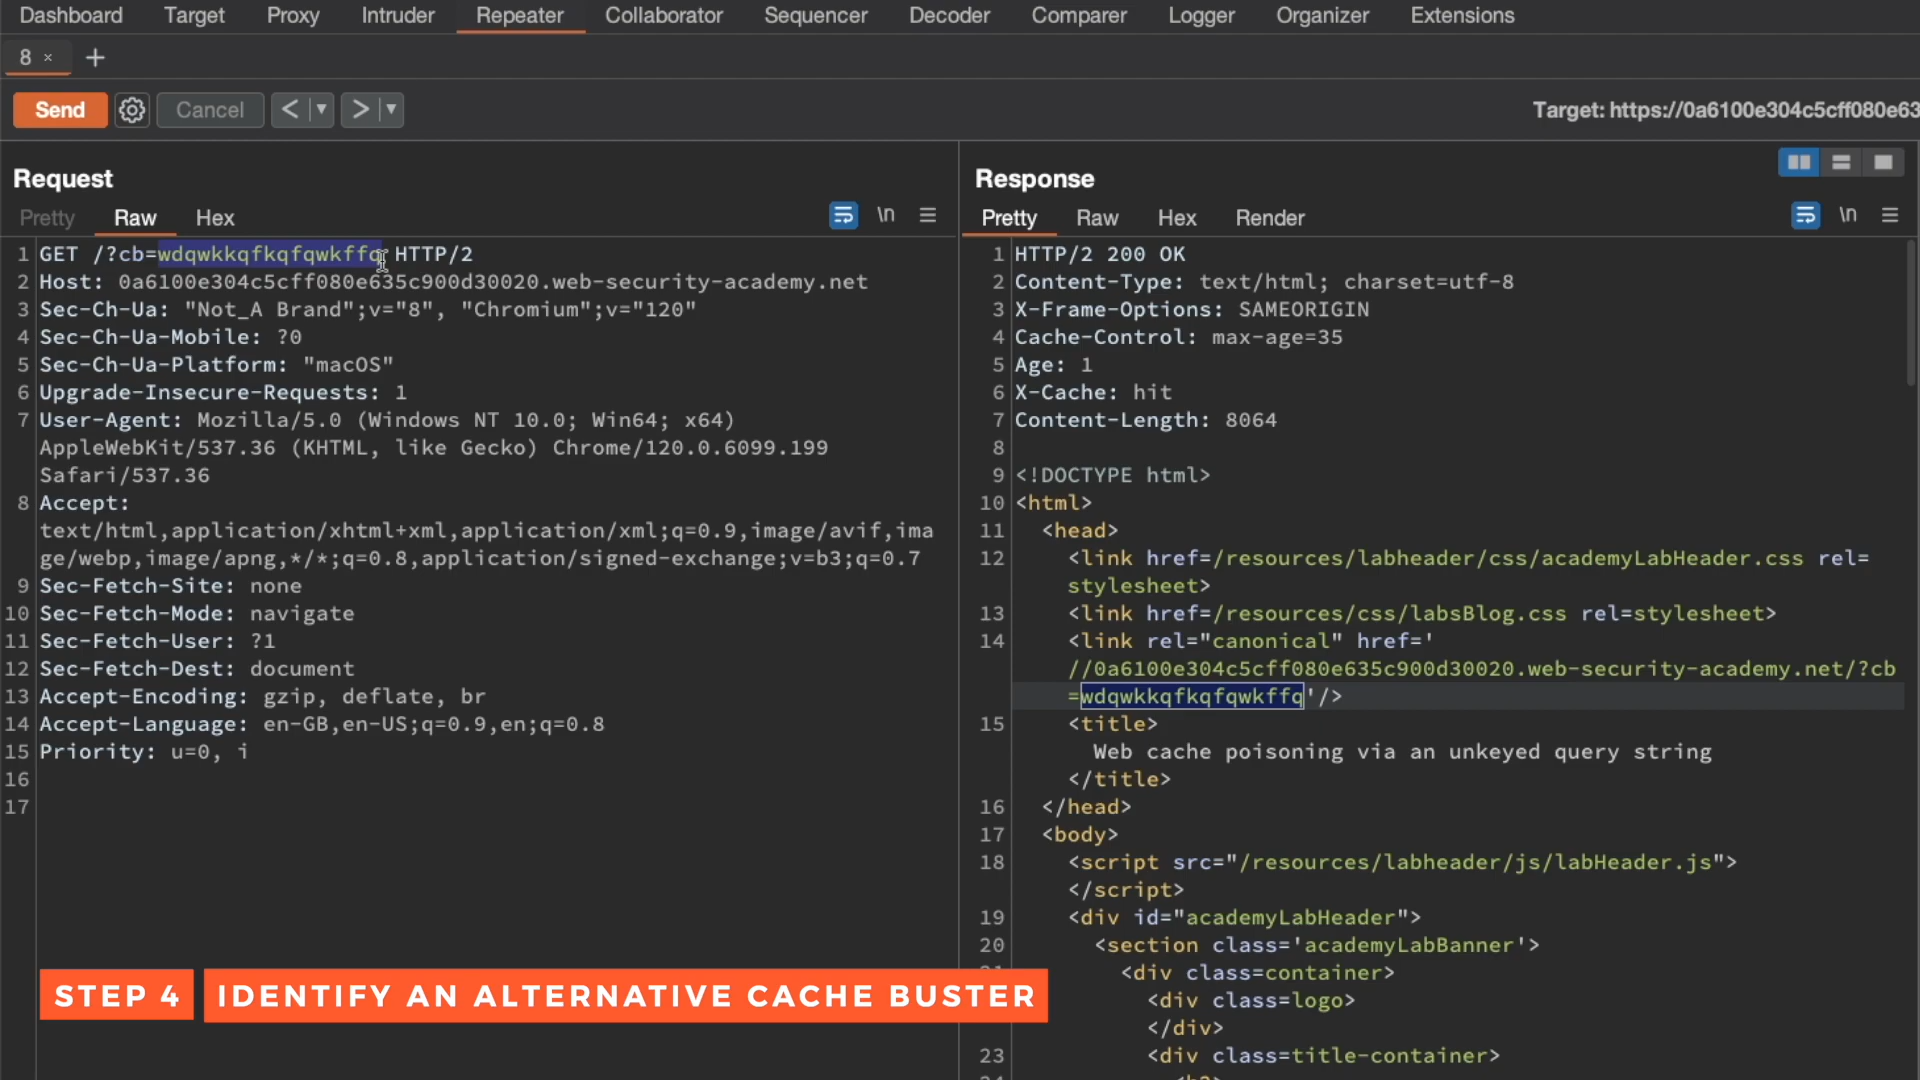 Dashboard Target Proxy Intruder Repeater Collaborator Sequencer Decoder Comparer Logger Organizer Extensions
8 × +
Send Cancel < ▾ > ▾ Target: https://0a6100e304c5cff080e63
Request
Pretty Raw Hex \n
1 GET /?cb=wdqwkkqfkqfqwkffq HTTP/2
2 Host: 0a6100e304c5cff080e635c900d30020.web-security-academy.net
3 Sec-Ch-Ua: "Not_A Brand";v="8", "Chromium";v="120"
4 Sec-Ch-Ua-Mobile: ?0
5 Sec-Ch-Ua-Platform: "macOS"
6 Upgrade-Insecure-Requests: 1
7 User-Agent: Mozilla/5.0 (Windows NT 10.0; Win64; x64)
AppleWebKit/537.36 (KHTML, like Gecko) Chrome/120.0.6099.199
Safari/537.36
8 Accept:
text/html,application/xhtml+xml,application/xml;q=0.9,image/avif,ima
ge/webp,image/apng,*/*;q=0.8,application/signed-exchange;v=b3;q=0.7
9 Sec-Fetch-Site: none
10 Sec-Fetch-Mode: navigate
11 Sec-Fetch-User: ?1
12 Sec-Fetch-Dest: document
13 Accept-Encoding: gzip, deflate, br
14 Accept-Language: en-GB,en-US;q=0.9,en;q=0.8
15 Priority: u=0, i
16
17
Response
Pretty Raw Hex Render \n
1 HTTP/2 200 OK
2 Content-Type: text/html; charset=utf-8
3 X-Frame-Options: SAMEORIGIN
4 Cache-Control: max-age=35
5 Age: 1
6 X-Cache: hit
7 Content-Length: 8064
8
9 <!DOCTYPE html>
10 <html>
11 <head>
12 <link href=/resources/labheader/css/academyLabHeader.css rel=
stylesheet>
13 <link href=/resources/css/labsBlog.css rel=stylesheet>
14 <link rel="canonical" href='
//0a6100e304c5cff080e635c900d30020.web-security-academy.net/?cb
=wdqwkkqfkqfqwkffq'/>
15 <title>
Web cache poisoning via an unkeyed query string
</title>
16 </head>
17 <body>
18 <script src="/resources/labheader/js/labHeader.js">
</script>
19 <div id="academyLabHeader">
20 <section class='academyLabBanner'>
<div class=container>
<div class=logo>
</div>
23 <div class=title-container>
STEP 4 IDENTIFY AN ALTERNATIVE CACHE BUSTER